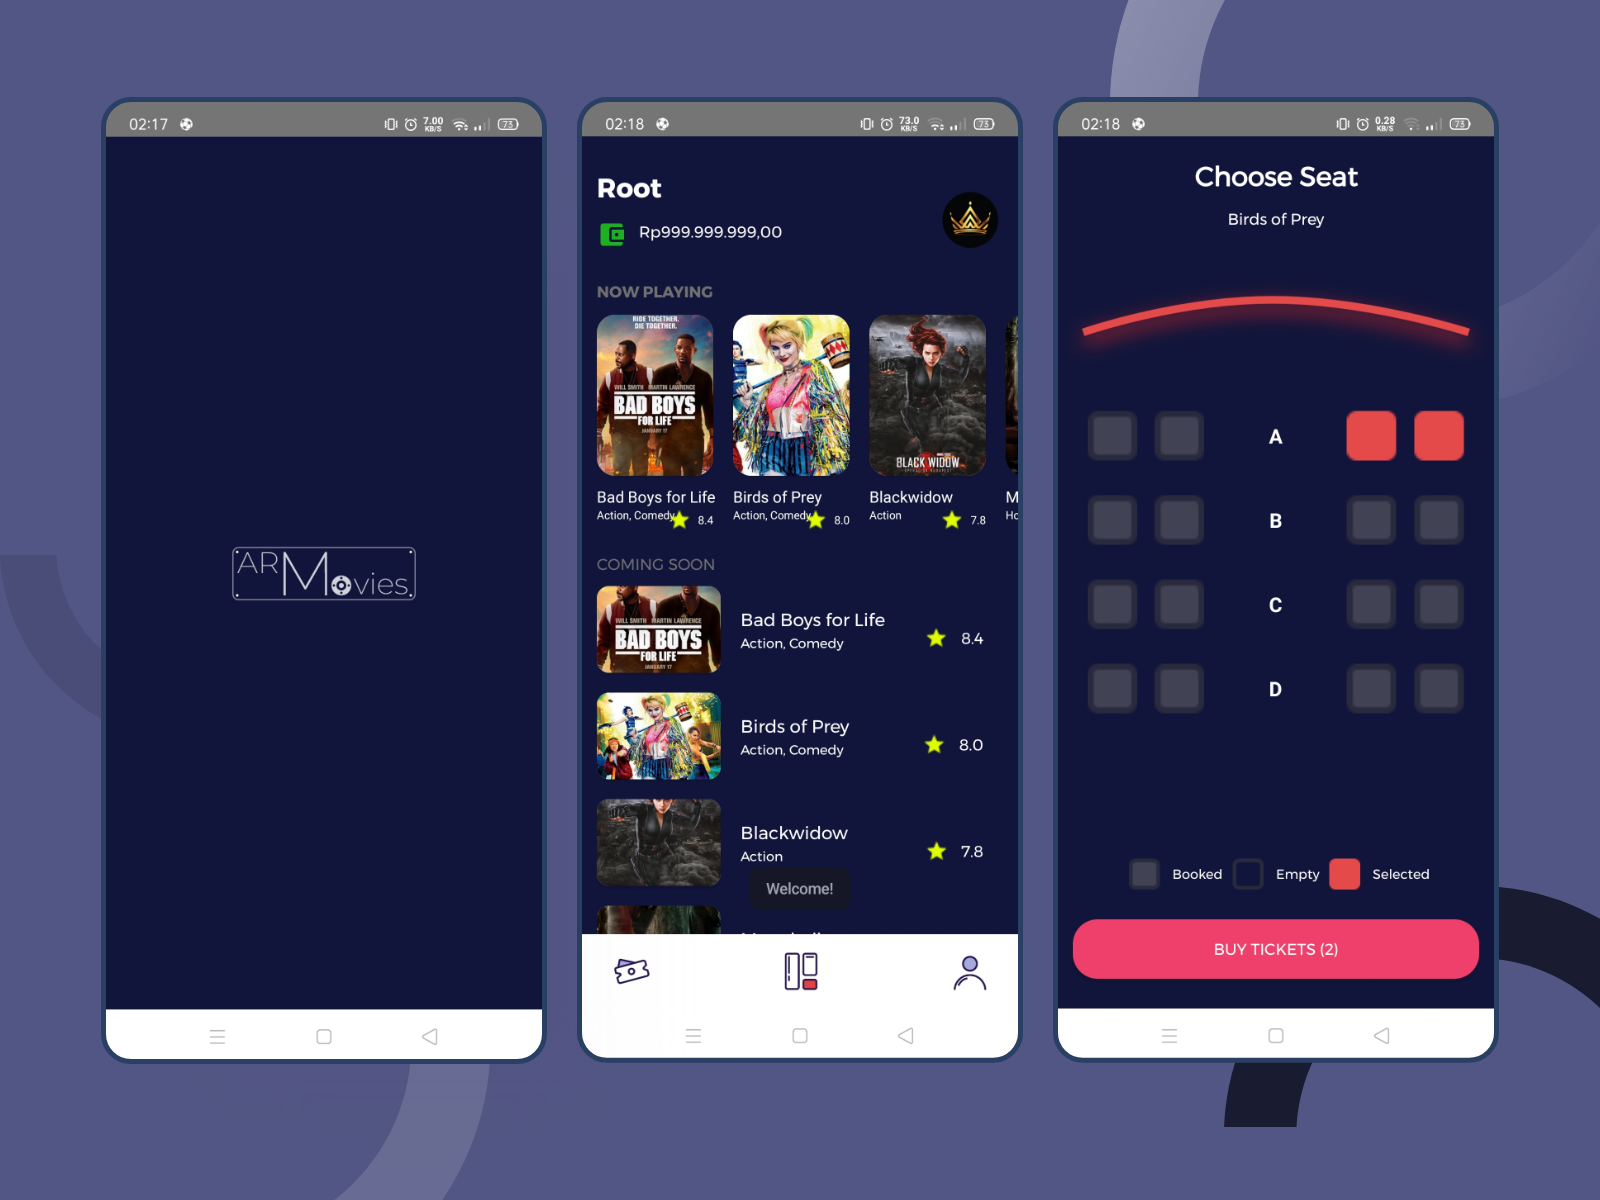 02:17
7.00
KB/S
73
AR Movies
02:18
73.0
KB/S
73
Root
Rp999.999.999,00
NOW PLAYING
RIDE TOGETHER.
DIE TOGETHER.
WILL SMITH MARTIN LAWRENCE
BAD BOYS
FOR LIFE
JANUARY 17
BLACK WIDOW
Bad Boys for Life
Action, Comedy
8.4
Birds of Prey
Action, Comedy
8.0
Blackwidow
Action
7.8
M
Ho
COMING SOON
WILL SMITH MARTIN LAWRENCE
BAD BOYS
FOR LIFE
JANUARY 17
Bad Boys for Life
Action, Comedy
8.4
Birds of Prey
Action, Comedy
8.0
Blackwidow
Action
7.8
Welcome!
02:18
0.28
KB/S
73
Choose Seat
Birds of Prey
A
B
C
D
Booked
Empty
Selected
BUY TICKETS (2)